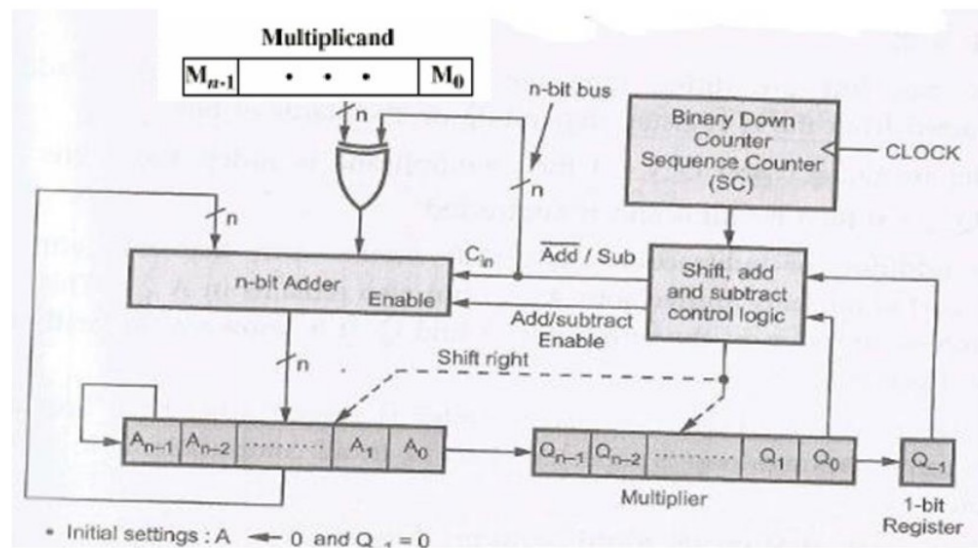 Multiplicand
Mn-1 • • • M0
n
n-bit bus
n
Binary Down
Counter
Sequence Counter
(SC)
CLOCK
n
Cin
Add / Sub
n-bit Adder
Enable
Add/subtract
Enable
Shift, add
and subtract
control logic
n
Shift right
An-1 An-2 ............ A1 A0
Qn-1 Qn-2 ............ Q1 Q0
Q-1
Multiplier
1-bit
Register
• Initial settings : A ← 0 and Q-1 = 0